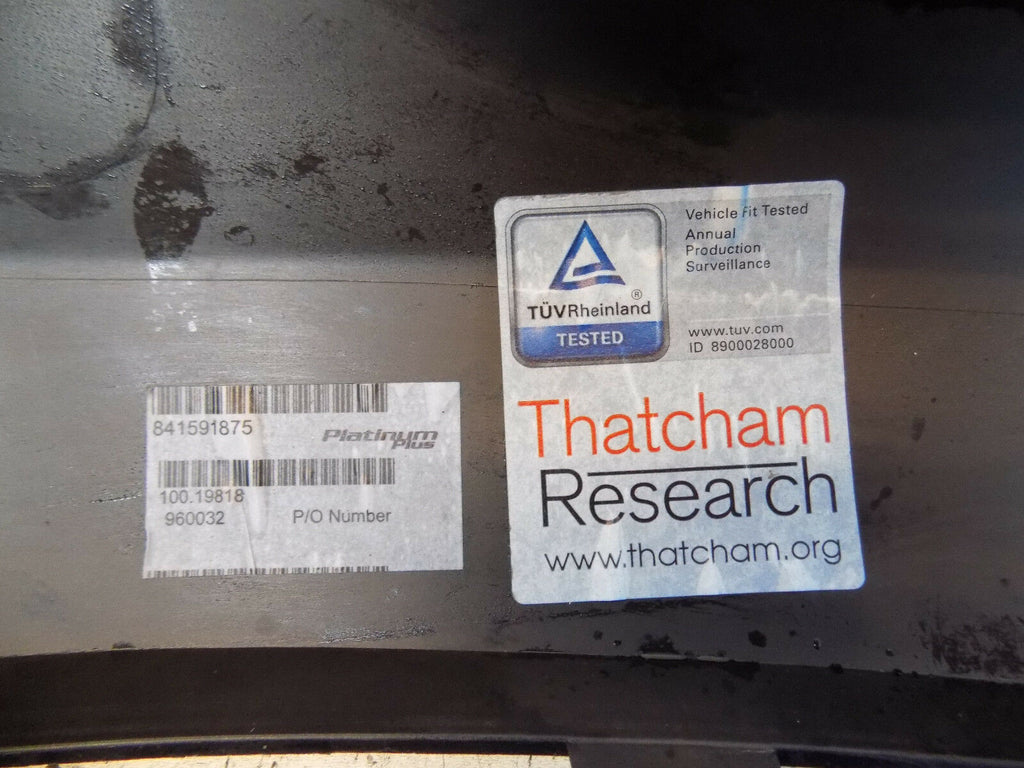 841591875
Platinum
Plus
100.19818
960032 P/O Number
TÜVRheinland ®
TESTED
Vehicle Fit Tested
Annual
Production
Surveillance
www.tuv.com
ID 8900028000
Thatcham
Research
www.thatcham.org